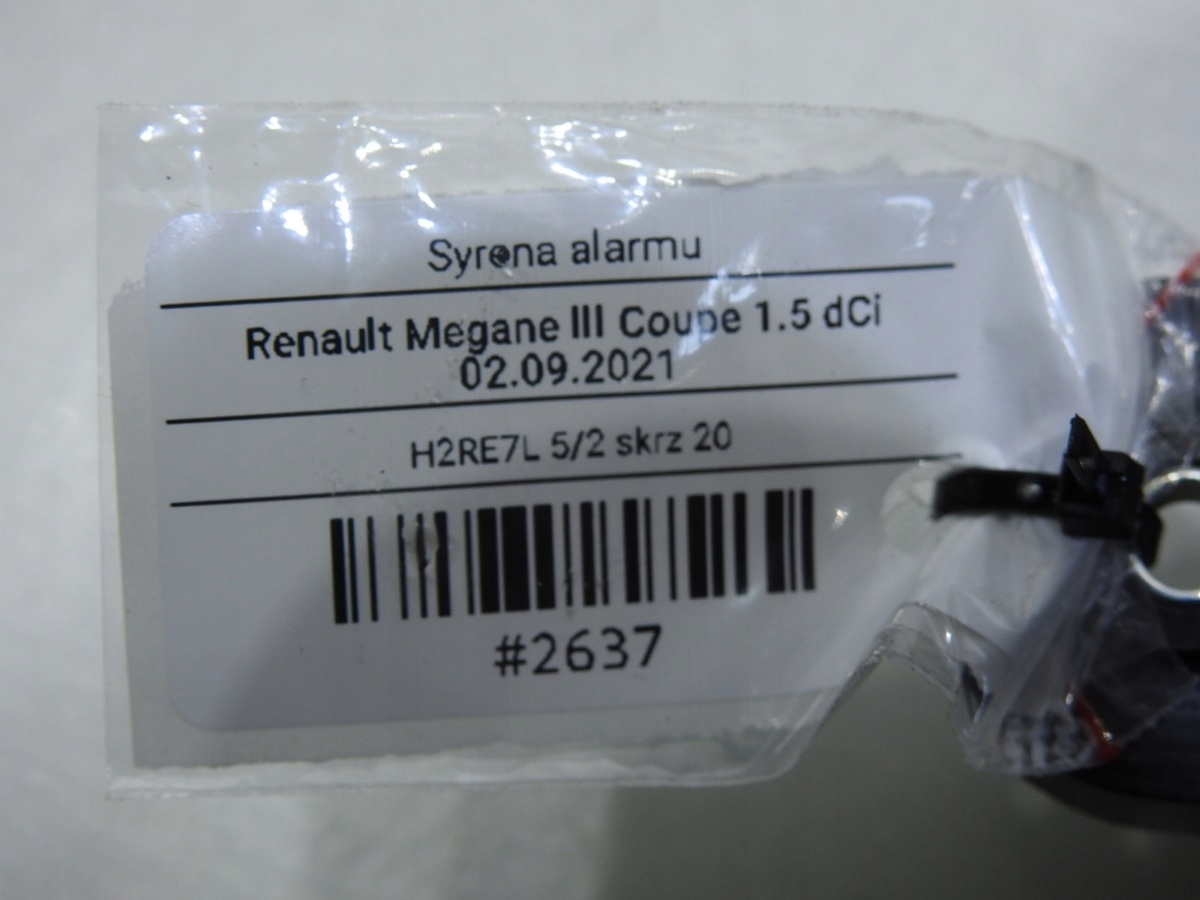 Syrena alarmu
Renault Megane III Coupe 1.5 dCi
02.09.2021
H2RE7L 5/2 skrz 20
#2637